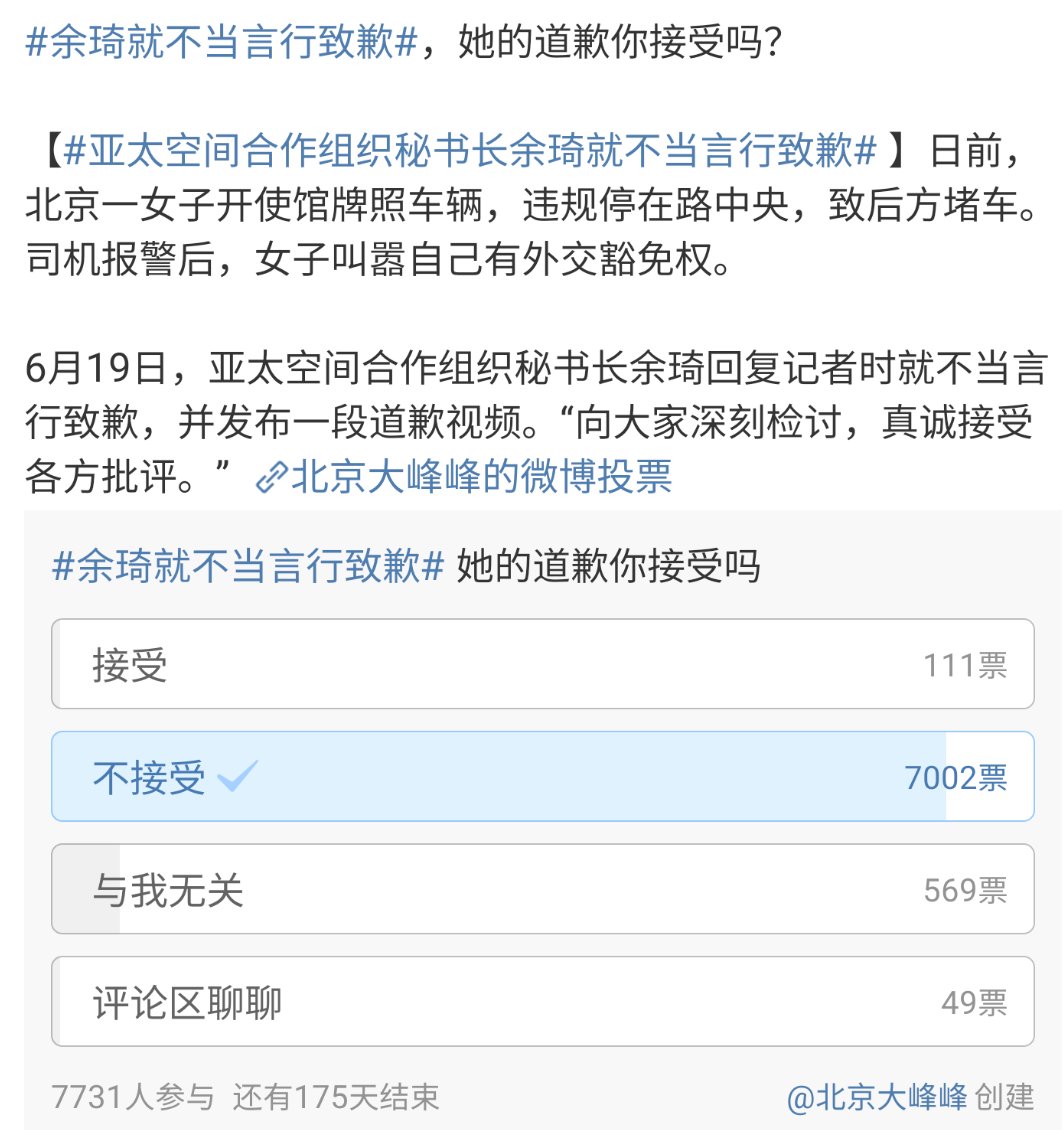 #余琦就不当言行致歉#，她的道歉你接受吗？
【#亚太空间合作组织秘书长余琦就不当言行致歉# 】日前，
北京一女子开使馆牌照车辆，违规停在路中央，致后方堵车。
司机报警后，女子叫嚣自己有外交豁免权。
6月19日，亚太空间合作组织秘书长余琦回复记者时就不当言
行致歉，并发布一段道歉视频。“向大家深刻检讨，真诚接受
各方批评。” 北京大峰峰的微博投票
#余琦就不当言行致歉# 她的道歉你接受吗
接受 111票
不接受 7002票
与我无关 569票
评论区聊聊 49票
7731人参与 还有175天结束 @北京大峰峰 创建